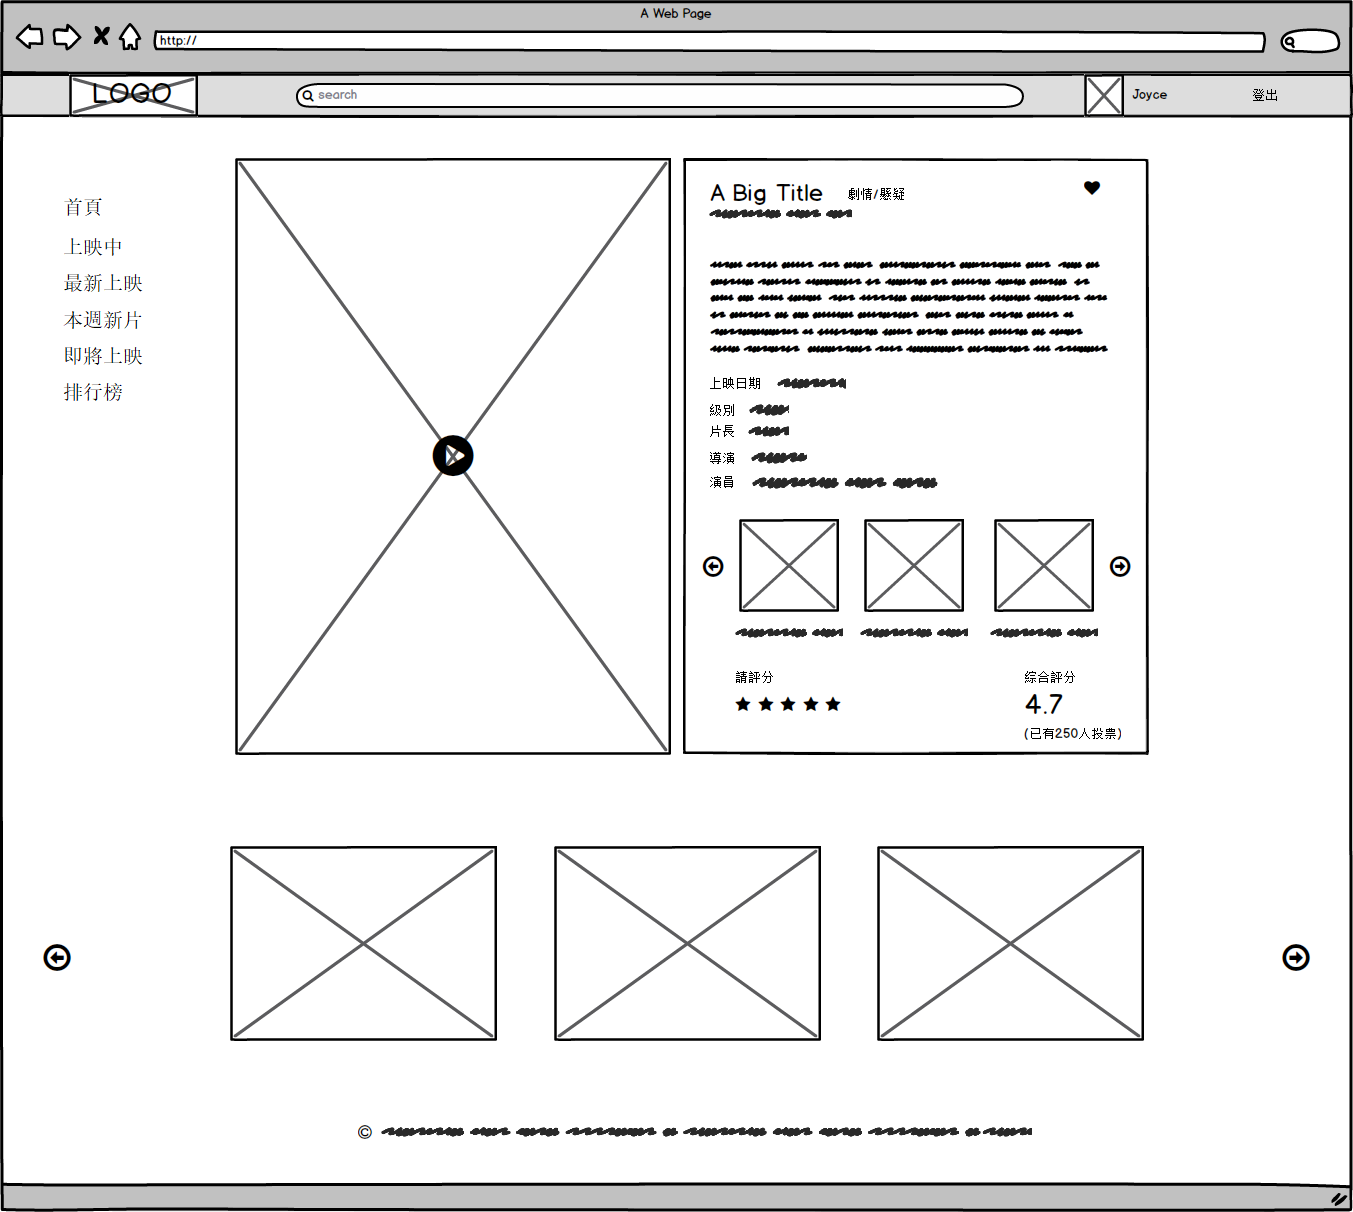 A Web Page
http://
LOGO
search
Joyce
登出
首頁
上映中
最新上映
本週新片
即將上映
排行榜
A Big Title
劇情/懸疑
上映日期
級別
片長
導演
演員
請評分
綜合評分
4.7
(已有250人投票)
©